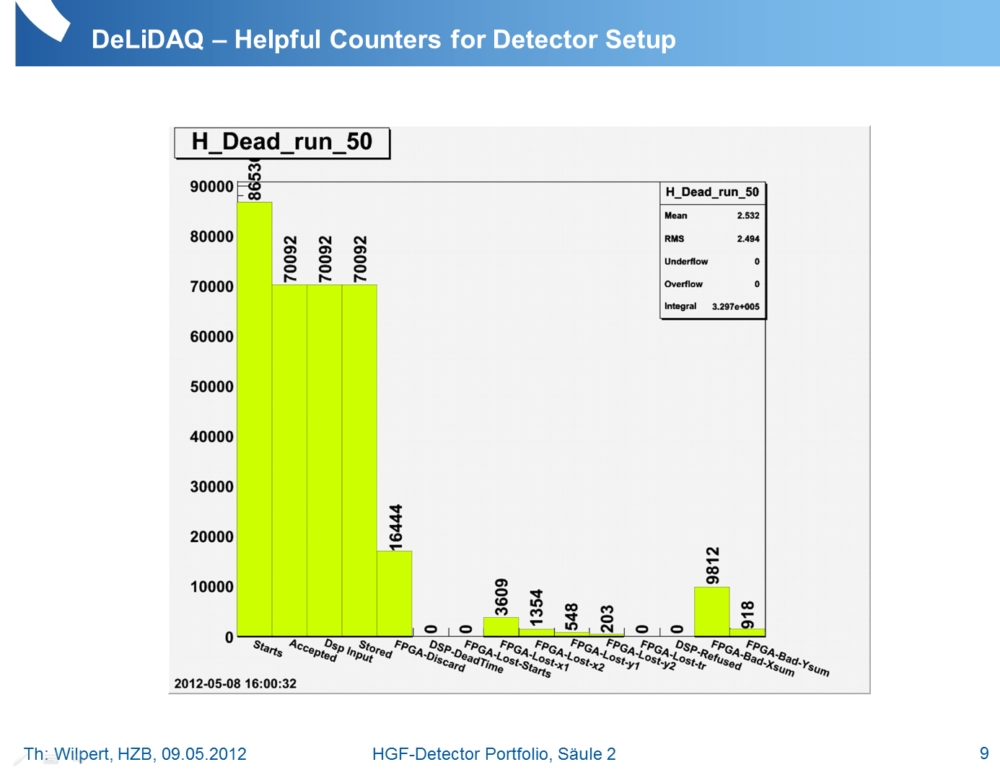 DeLiDAQ – Helpful Counters for Detector Setup
H_Dead_run_50
H_Dead_run_50
Mean 2.532
RMS 2.494
Underflow 0
Overflow 0
Integral 3.297e+005
90000
80000
70000
60000
50000
40000
30000
20000
10000
0
70092
70092
70092
16444
0
0
3609
1354
548
203
0
0
9812
918
Starts
Accepted
Dsp Input
Stored
FPGA-Discard
DSP-DeadTime
FPGA-Lost-Starts
FPGA-Lost-x1
FPGA-Lost-x2
FPGA-Lost-y1
FPGA-Lost-y2
FPGA-Lost-tr
DSP-Refused
FPGA-Bad-Xsum
FPGA-Bad-Ysum
2012-05-08 16:00:32
Th: Wilpert, HZB, 09.05.2012
HGF-Detector Portfolio, Säule 2
9